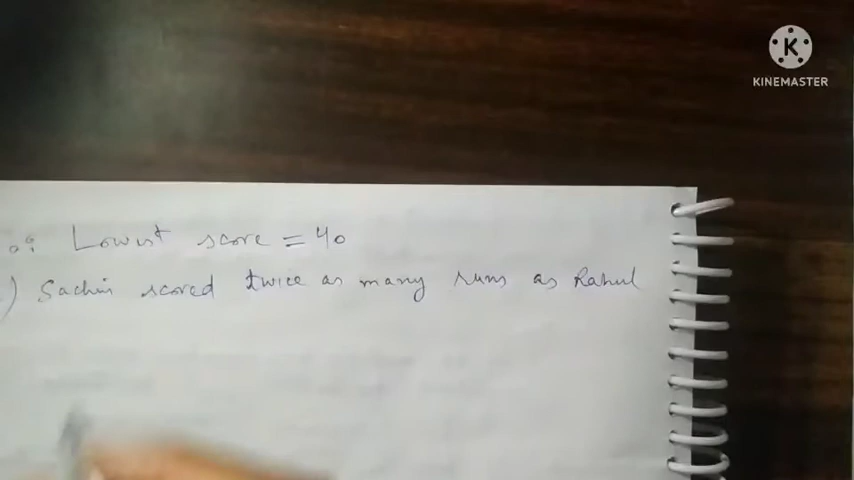 K
KINEMASTER
∴ Lowest score = 40
) Sachin scored twice as many runs as Rahul